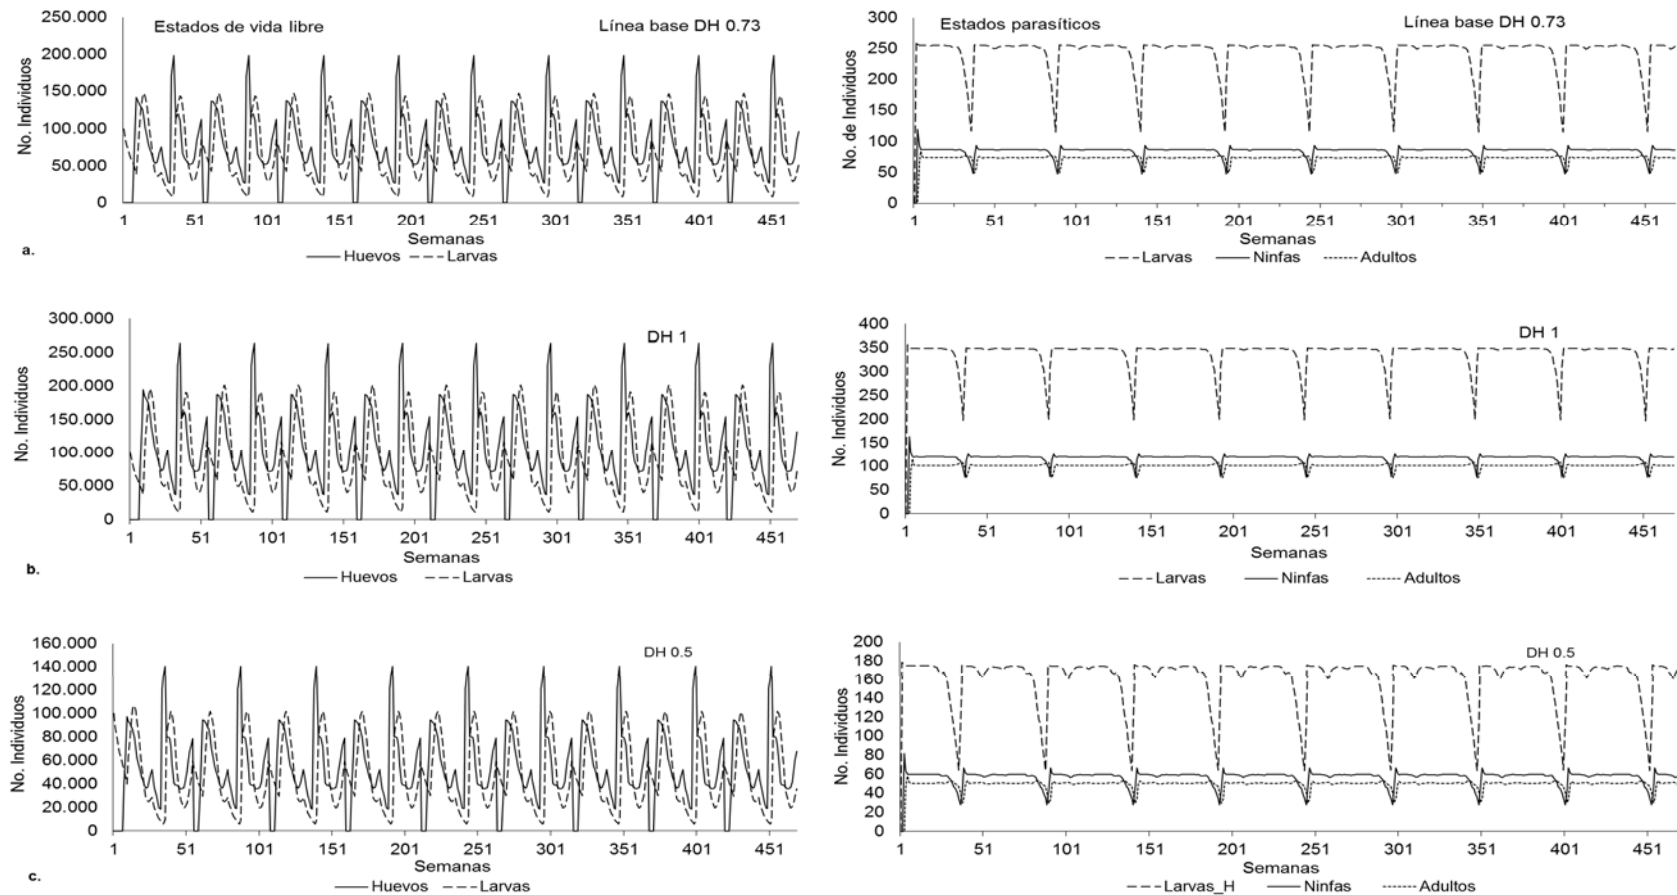 Estados de vida libre
Línea base DH 0.73
No. Individuos
250.000
200.000
150.000
100.000
50.000
0
1 51 101 151 201 251 301 351 401 451
Semanas
Huevos Larvas
a.
Estados parasíticos
Línea base DH 0.73
No. de Individuos
300
250
200
150
100
50
0
1 51 101 151 201 251 301 351 401 451
Semanas
Larvas Ninfas Adultos
DH 1
No. Individuos
300.000
250.000
200.000
150.000
100.000
50.000
0
1 51 101 151 201 251 301 351 401 451
Semanas
Huevos Larvas
b.
DH 1
No. Individuos
400
350
300
250
200
150
100
50
0
1 51 101 151 201 251 301 351 401 451
Semanas
Larvas Ninfas Adultos
DH 0.5
No. Individuos
160.000
140.000
120.000
100.000
80.000
60.000
40.000
20.000
0
1 51 101 151 201 251 301 351 401 451
Semanas
Huevos Larvas
c.
DH 0.5
No. Individuos
200
180
160
140
120
100
80
60
40
20
0
1 51 101 151 201 251 301 351 401 451
Semanas
Larvas_H Ninfas Adultos